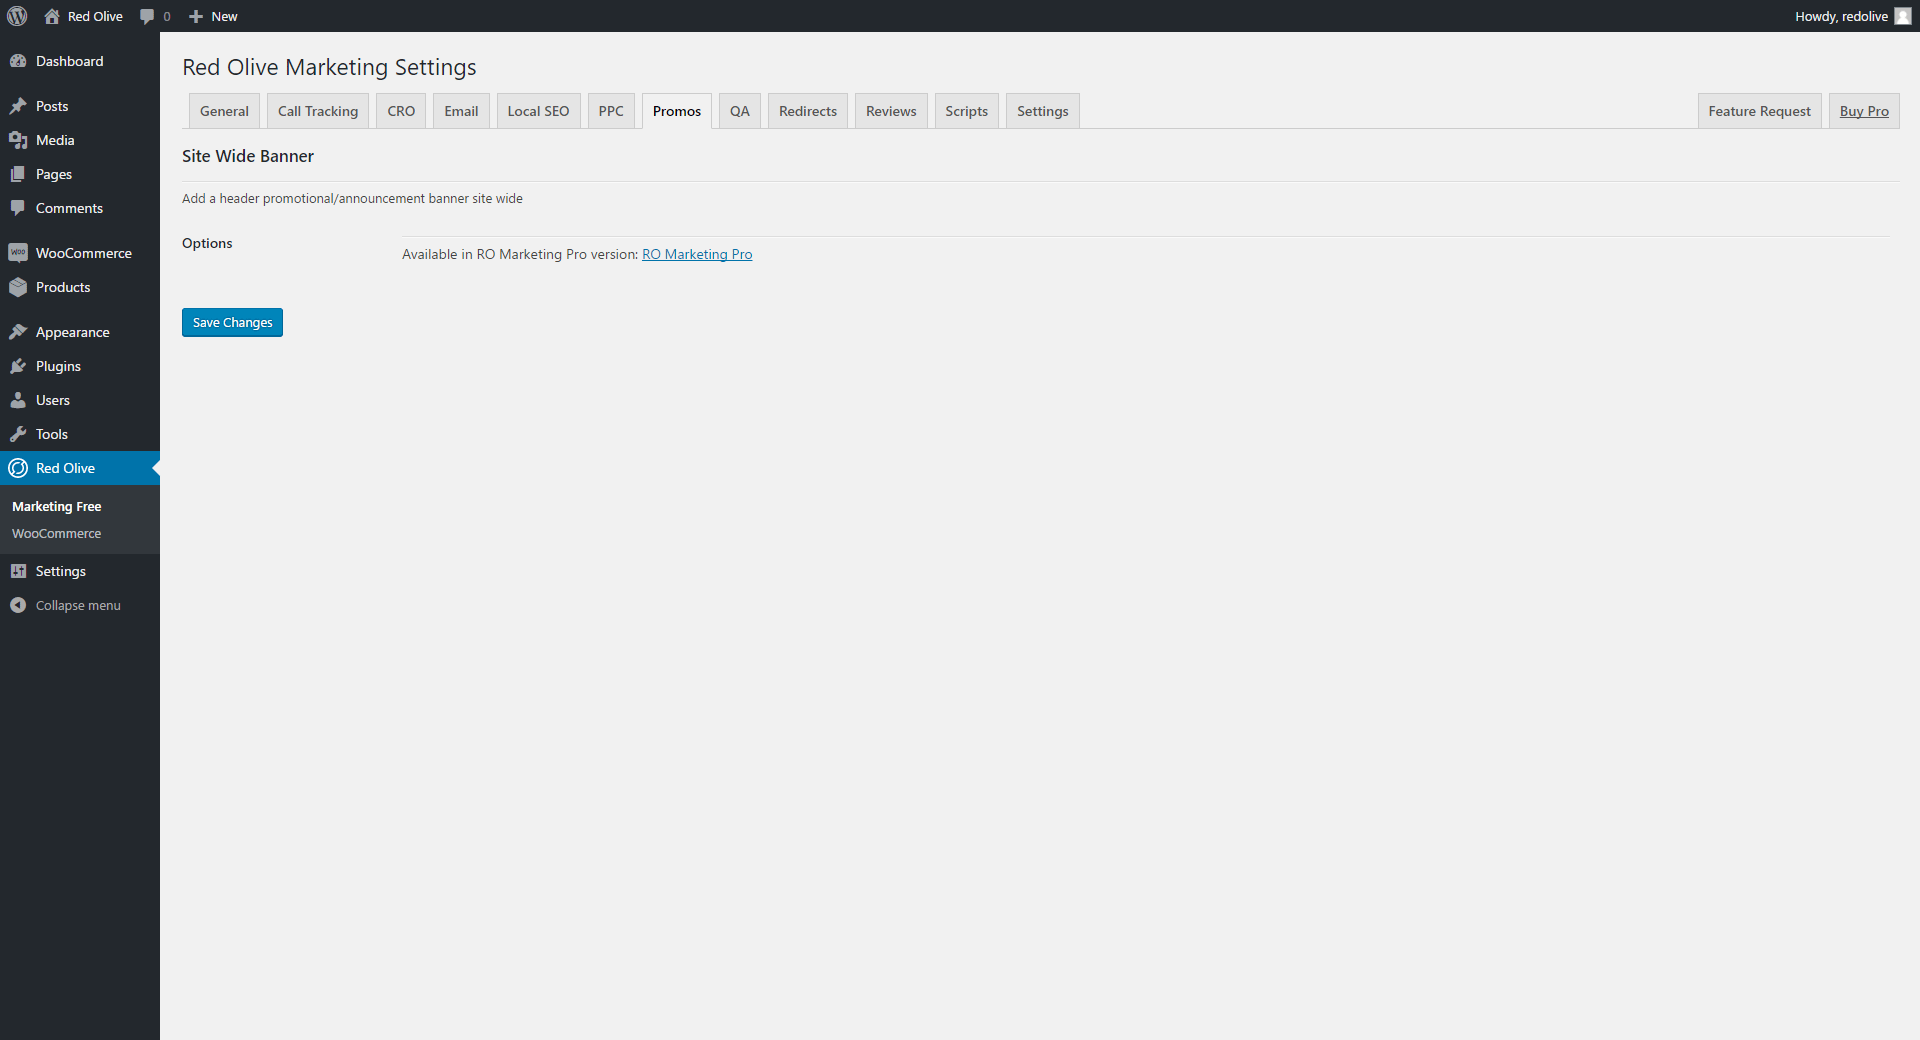 Red Olive 0 New Howdy, redolive
Dashboard
Posts
Media
Pages
Comments
woo WooCommerce
Products
Appearance
Plugins
Users
Tools
Red Olive
Marketing Free
WooCommerce
Settings
Collapse menu
Red Olive Marketing Settings
General Call Tracking CRO Email Local SEO PPC Promos QA Redirects Reviews Scripts Settings Feature Request Buy Pro
Site Wide Banner
Add a header promotional/announcement banner site wide
Options
Available in RO Marketing Pro version: RO Marketing Pro
Save Changes